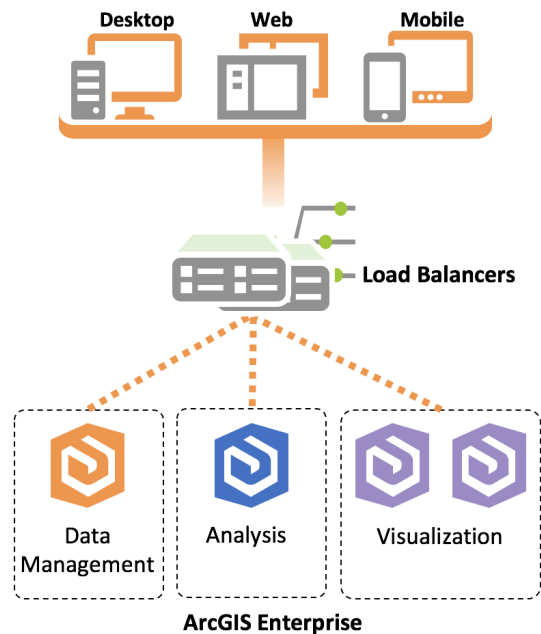 Desktop
Web
Mobile
Load Balancers
Data
Management
Analysis
Visualization
ArcGIS Enterprise